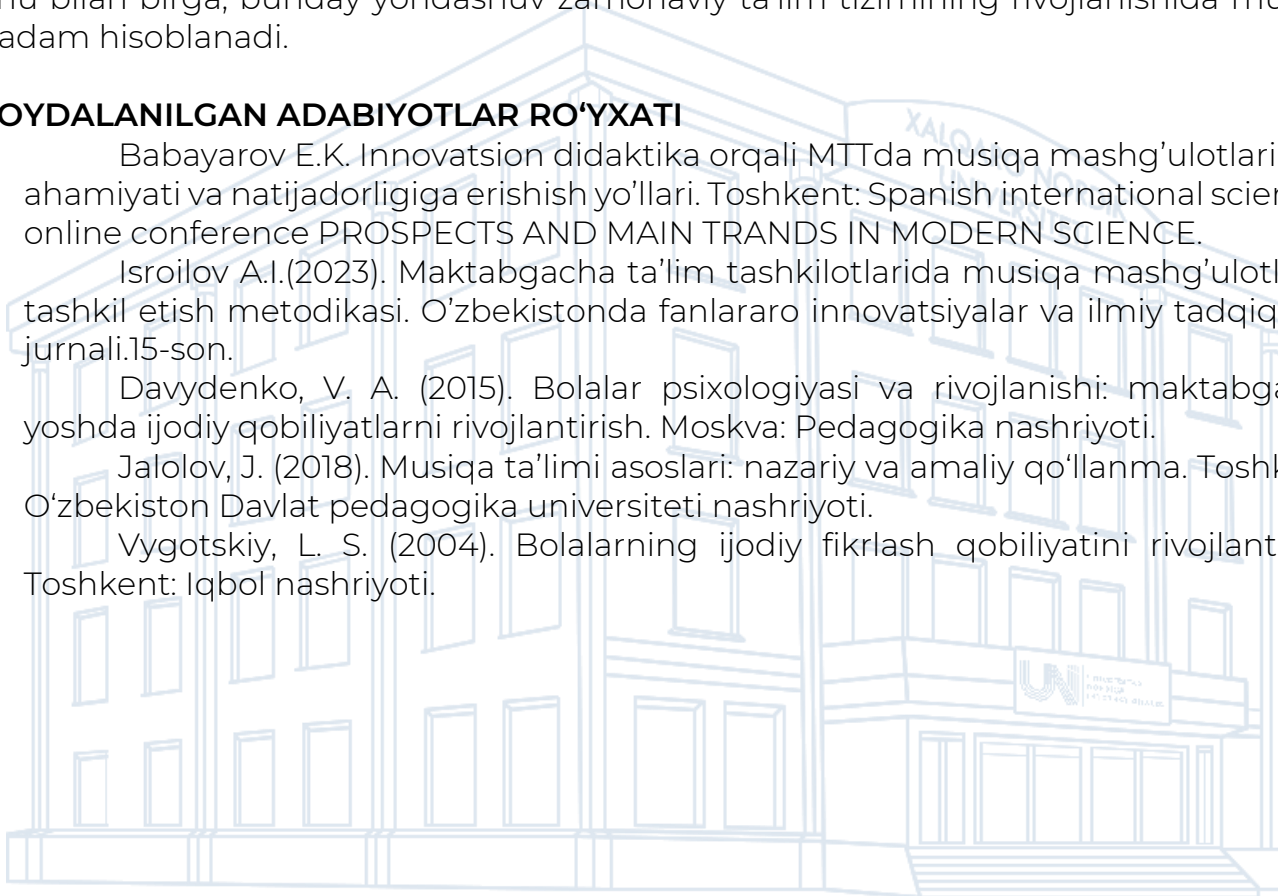 bilan birga, bunday yondashuv zamonaviy ta'lim tizimining rivojlanishida
adam hisoblanadi.
OYDALANILGAN ADABIYOTLAR RO‘YXATI
Babayarov E.K. Innovatsion didaktika orqali MTTda musiqa mashg’ulotlari
ahamiyati va natijadorligiga erishish yo’llari. Toshkent: Spanish international scien
online conference PROSPECTS AND MAIN TRANDS IN MODERN SCIENCE.
Isroilov A.I.(2023). Maktabgacha ta’lim tashkilotlarida musiqa mashg’ulotl
tashkil etish metodikasi. O’zbekistonda fanlararo innovatsiyalar va ilmiy tadqiq
jurnali.15-son.
Davydenko, V. A. (2015). Bolalar psixologiyasi va rivojlanishi: maktabga
yoshda ijodiy qobiliyatlarni rivojlantirish. Moskva: Pedagogika nashriyoti.
Jalolov, J. (2018). Musiqa ta’limi asoslari: nazariy va amaliy qo‘llanma. Toshk
O‘zbekiston Davlat pedagogika universiteti nashriyoti.
Vygotskiy, L. S. (2004). Bolalarning ijodiy fikrlash qobiliyatini rivojlant
Toshkent: Iqbol nashriyoti.
XALQARO NORDIK
UNIVERSITETI
UN